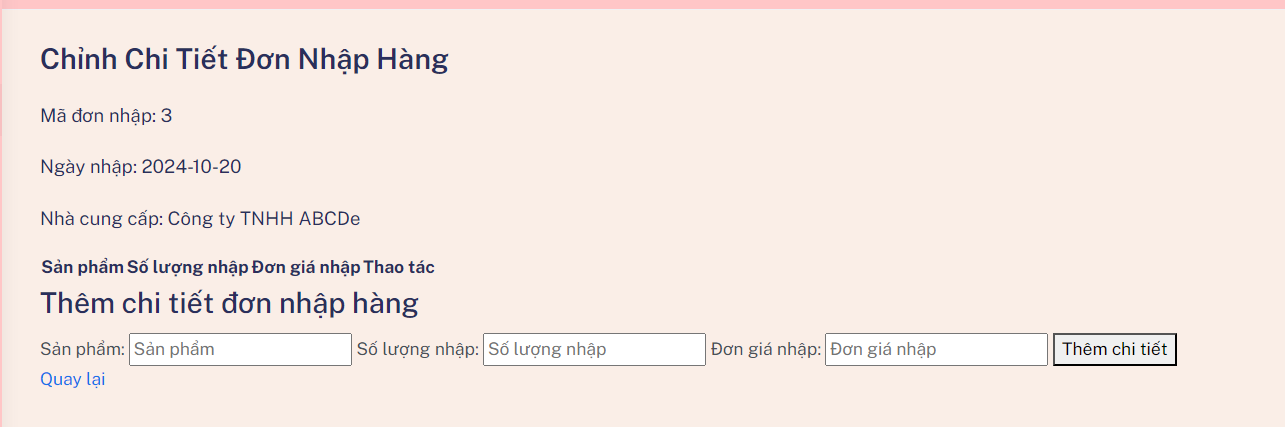 Chỉnh Chi Tiết Đơn Nhập Hàng
Mã đơn nhập: 3
Ngày nhập: 2024-10-20
Nhà cung cấp: Công ty TNHH ABCDe
Sản phẩm Số lượng nhập Đơn giá nhập Thao tác
Thêm chi tiết đơn nhập hàng
Sản phẩm: Sản phẩm Số lượng nhập: Số lượng nhập Đơn giá nhập: Đơn giá nhập Thêm chi tiết
Quay lại